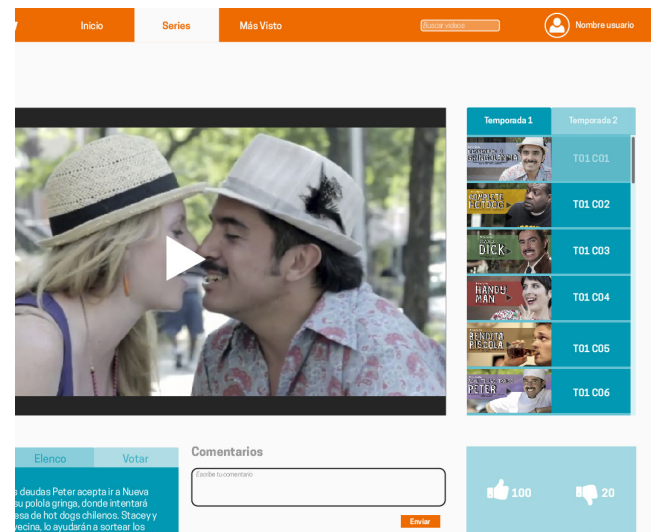 Inicio
Series
Más Visto
Buscar videos
Nombre usuario
Temporada 1
Temporada 2
T01 C01
T01 C02
DICK
T01 C03
HANDY
MAN
T01 C04
BENDITA
PISCOLA
T01 C05
PETER
T01 C06
Elenco
Votar
Comentarios
Escribe tu comentario
Enviar
100
20
deudas Peter acepta ir a Nueva
su polola gringa, donde intentará
esa de hot dogs chilenos. Stacey y
vecina, lo ayudarán a sortear los